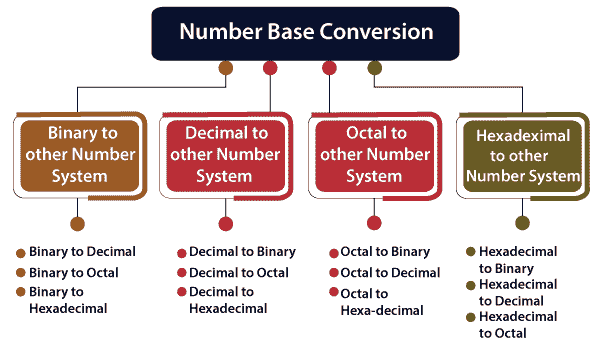 Number Base Conversion
Binary to
other Number
System
Decimal to
other Number
System
Octal to
other Number
System
Hexadeximal
to other
Number System
Binary to Decimal
Binary to Octal
Binary to
Hexadecimal
Decimal to Binary
Decimal to Octal
Decimal to
Hexadecimal
Octal to Binary
Octal to Decimal
Octal to
Hexa-decimal
Hexadecimal
to Binary
Hexadecimal
to Decimal
Hexadecimal
to Octal